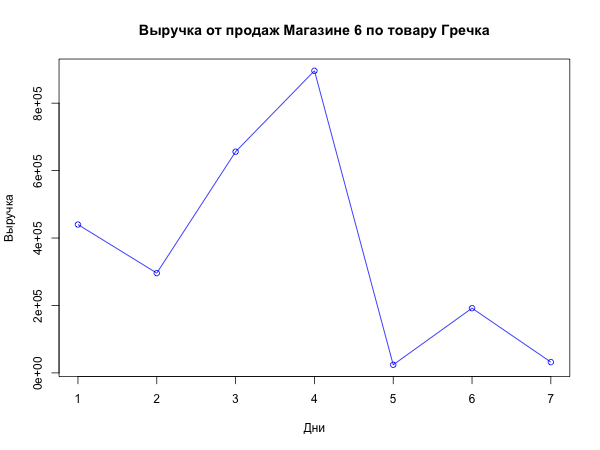 Выручка от продаж Магазине 6 по товару Гречка
Выручка
8e+05
6e+05
4e+05
2e+05
0e+00
1 2 3 4 5 6 7
Дни